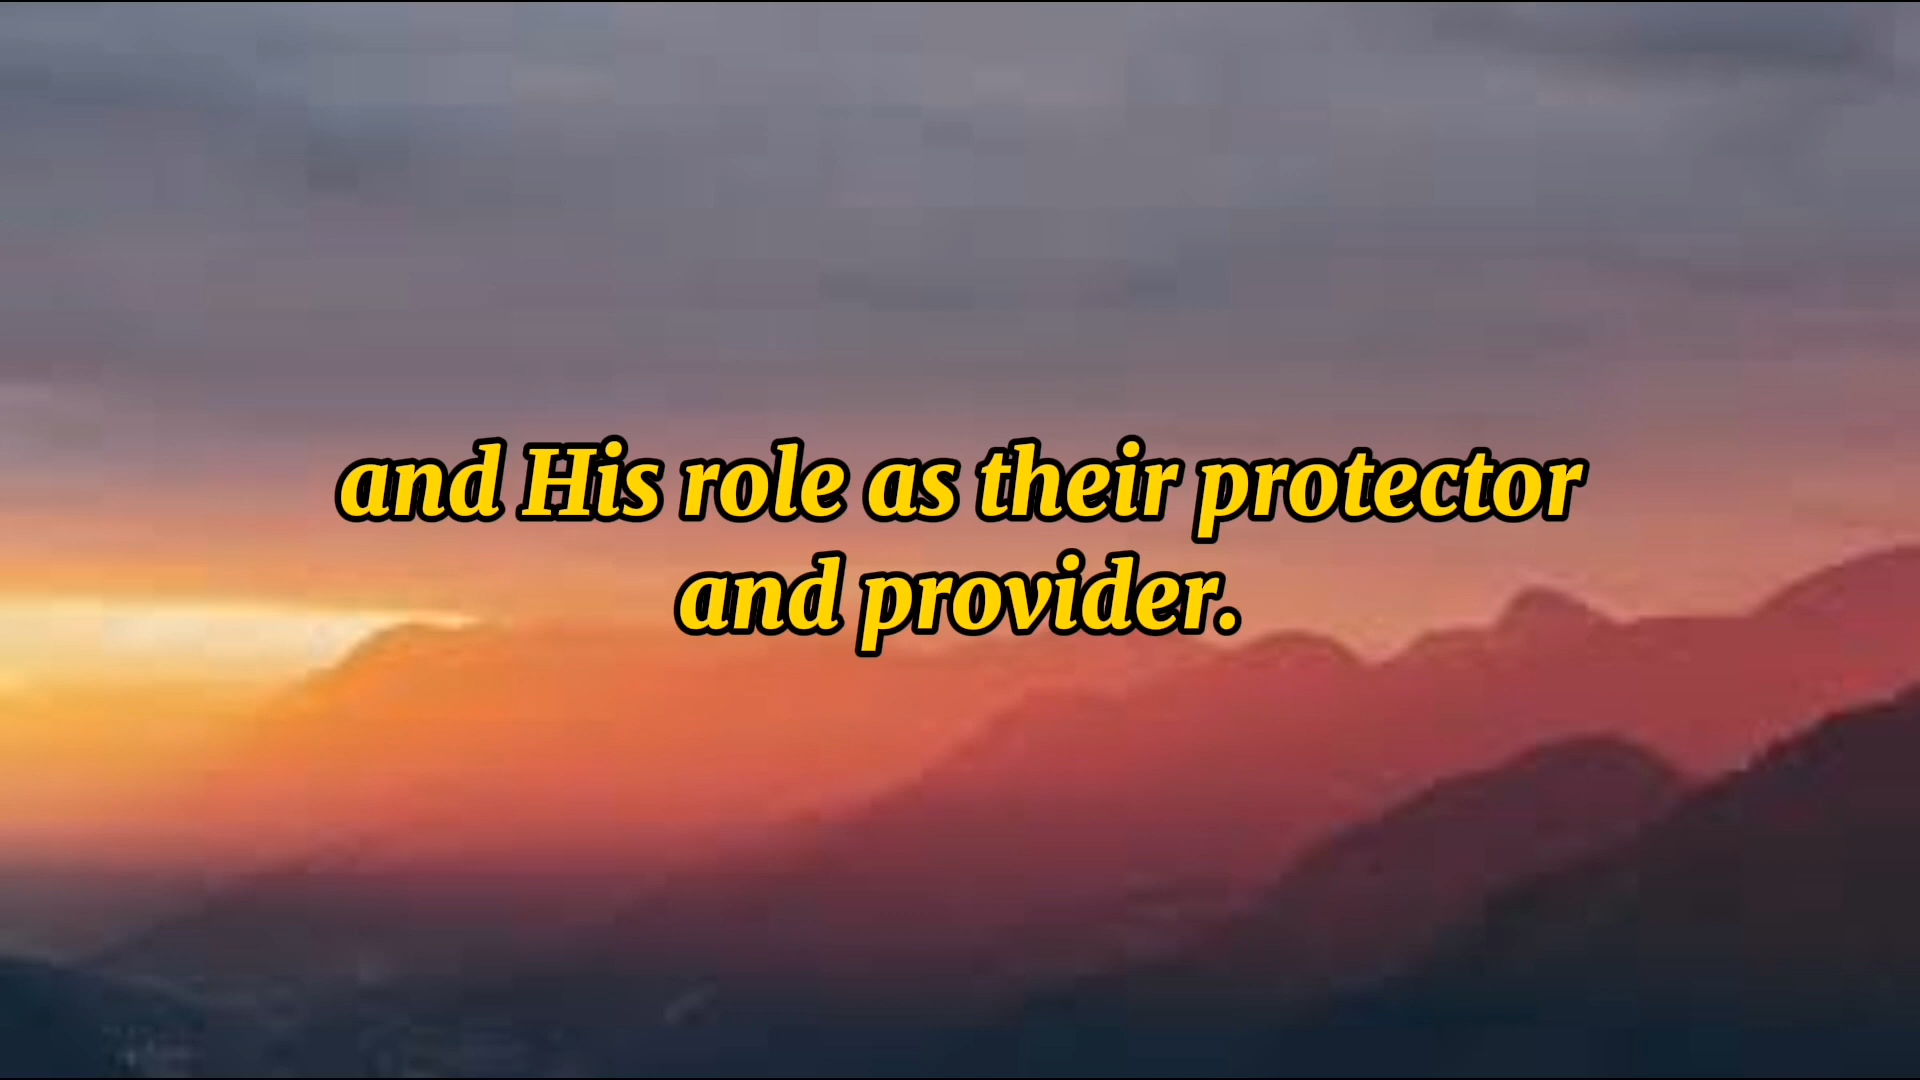 and His role as their protector
and provider.